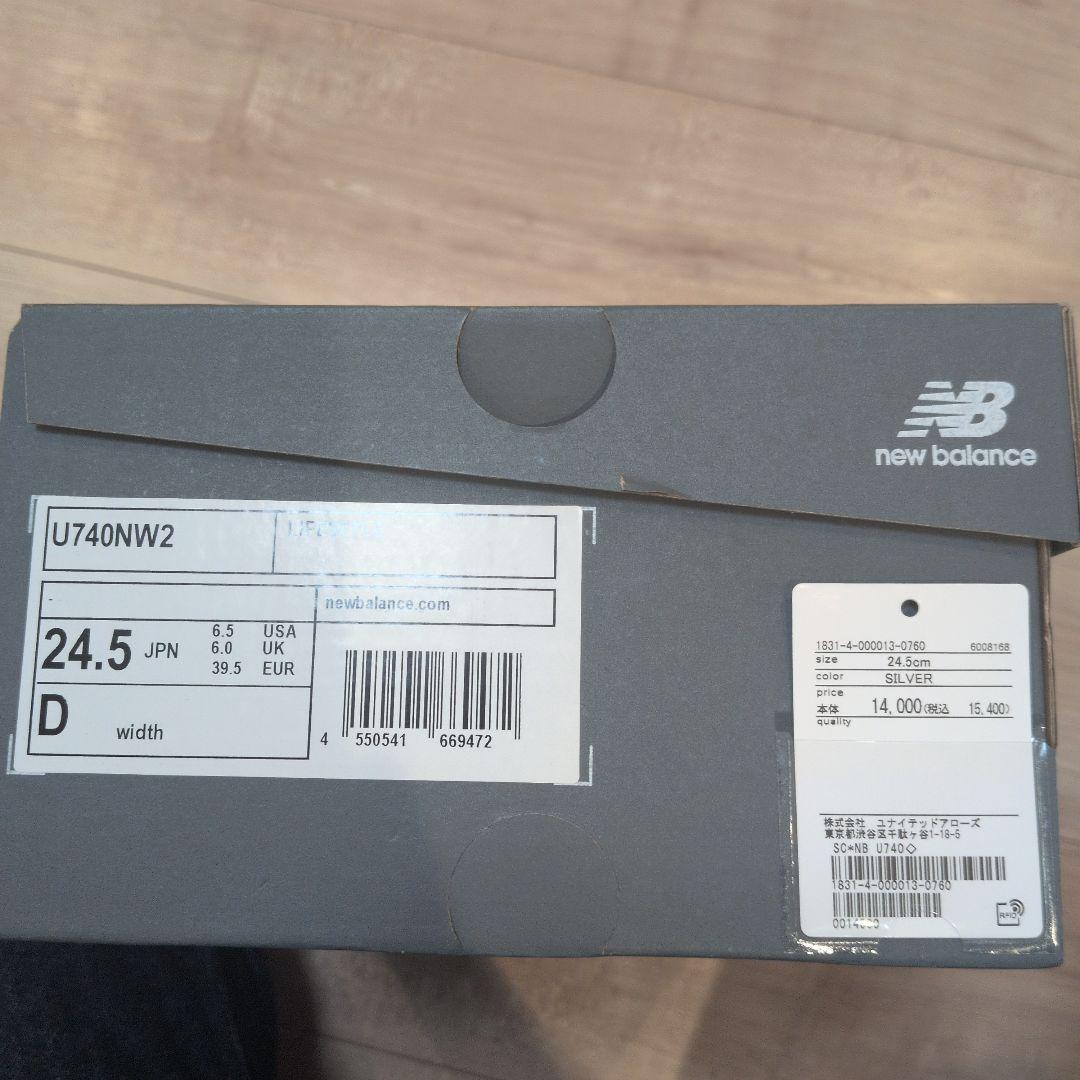 NB
new balance
U740NW2
LIFESTYLE
-
newbalance.com
24.5 JPN
6.5 USA
6.0 UK
39.5 EUR
D width
4 550541 669472
1831-4-000013-0760 6008168
size 24.5cm
color SILVER
price
本体 14,000(税込 15,400)
quality
株式会社 ユナイテッドアローズ
東京都渋谷区千駄ヶ谷1-18-5
SC*NB U740◇
1831-4-000013-0760
RFID